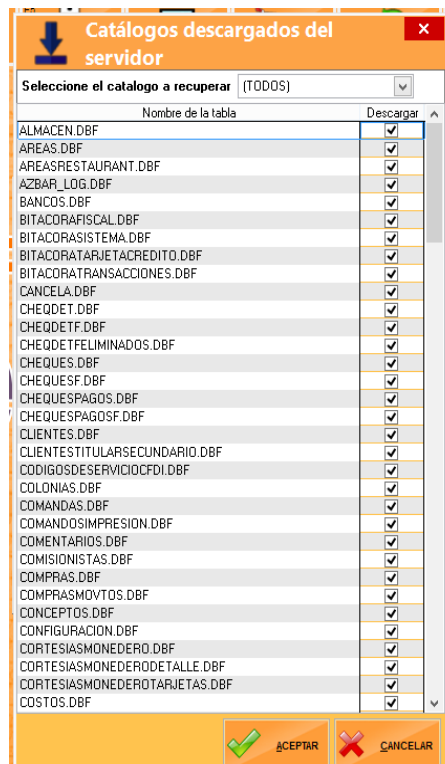 Catálogos descargados del
servidor
Seleccione el catalogo a recuperar (TODOS)
Nombre de la tabla Descargar
ALMACEN.DBF
AREAS.DBF
AREASRESTAURANT.DBF
AZBAR_LOG.DBF
BANCOS.DBF
BITACORAFISCAL.DBF
BITACORASISTEMA.DBF
BITACORATARJETACREDITO.DBF
BITACORATRANSACCIONES.DBF
CANCELA.DBF
CHEQDET.DBF
CHEQDETF.DBF
CHEQDETFELIMINADOS.DBF
CHEQUES.DBF
CHEQUESF.DBF
CHEQUESPAGOS.DBF
CHEQUESPAGOSF.DBF
CLIENTES.DBF
CLIENTESTITULARSECUNDARIO.DBF
CODIGOSDESERVICIOCFDI.DBF
COLONIAS.DBF
COMANDAS.DBF
COMANDOSIMPRESION.DBF
COMENTARIOS.DBF
COMISIONISTAS.DBF
COMPRAS.DBF
COMPRASMOVTOS.DBF
CONCEPTOS.DBF
CONFIGURACION.DBF
CORTESIASMONEDERO.DBF
CORTESIASMONEDERODETALLE.DBF
CORTESIASMONEDEROTARJETAS.DBF
COSTOS.DBF
ACEPTAR CANCELAR